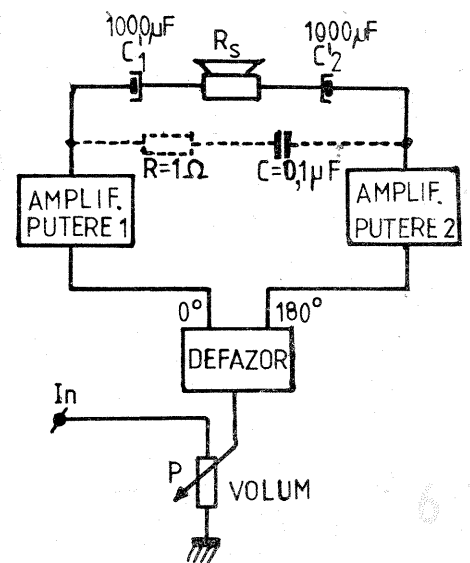 1000µF
C'1
Rs
1000µF
C'2
R=1Ω
C=0,1µF
AMPLIF.
PUTERE 1
AMPLIF.
PUTERE 2
0°
180°
DEFAZOR
In
P
VOLUM
6